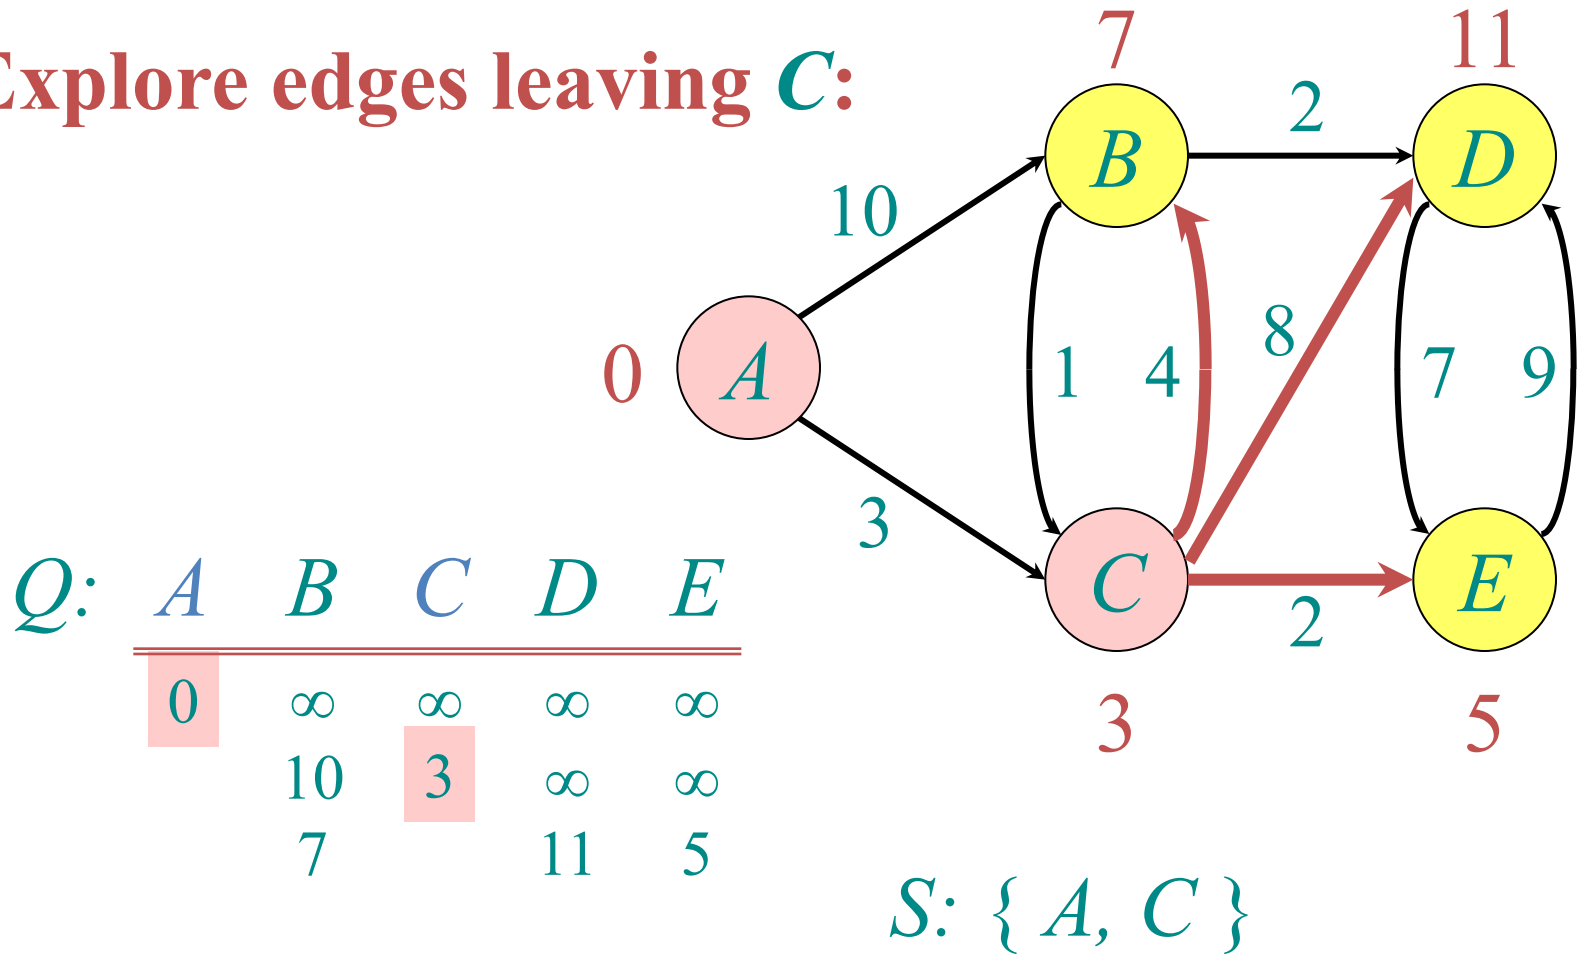 Explore edges leaving C:
7
11
B
2
D
10
A
0
1
4
8
7
9
3
C
2
E
3
5
Q: A B C D E
0 ∞ ∞ ∞ ∞
10 3 ∞ ∞
7 11 5
S: { A, C }